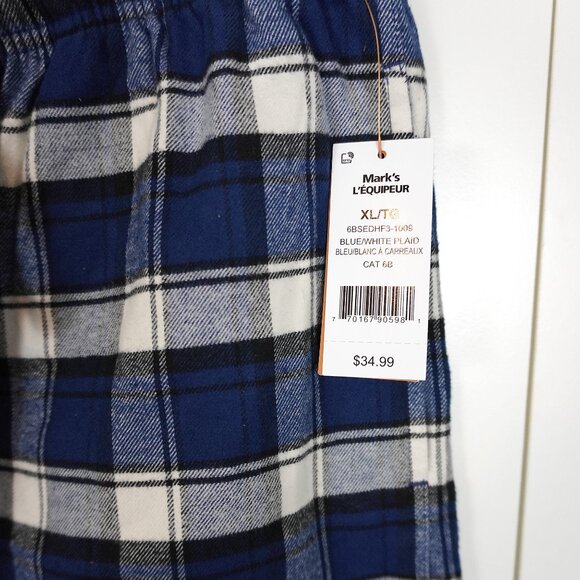 Mark's
L'ÉQUIPEUR
XL/TG
6BSEDHF3-1009
BLUE/WHITE PLAID
BLEU/BLANC À CARREAUX
CAT 6B
7 70167 90598 1
$34.99